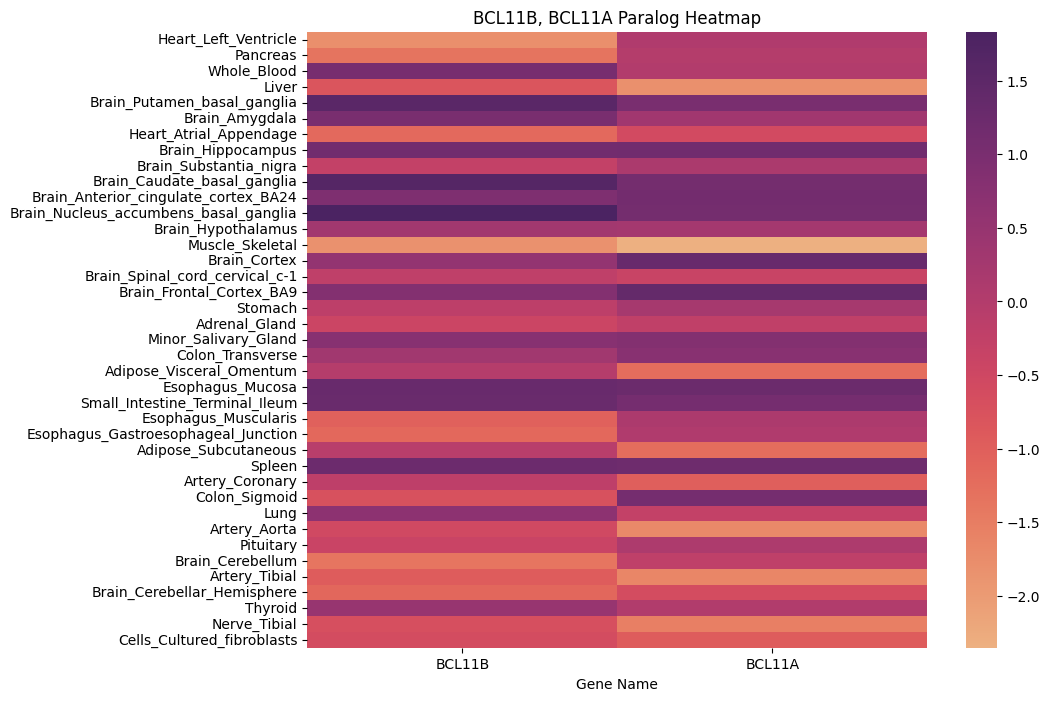 BCL11B, BCL11A Paralog Heatmap
Heart_Left_Ventricle
Pancreas
Whole_Blood
Liver
Brain_Putamen_basal_ganglia
Brain_Amygdala
Heart_Atrial_Appendage
Brain_Hippocampus
Brain_Substantia_nigra
Brain_Caudate_basal_ganglia
Brain_Anterior_cingulate_cortex_BA24
Brain_Nucleus_accumbens_basal_ganglia
Brain_Hypothalamus
Muscle_Skeletal
Brain_Cortex
Brain_Spinal_cord_cervical_c-1
Brain_Frontal_Cortex_BA9
Stomach
Adrenal_Gland
Minor_Salivary_Gland
Colon_Transverse
Adipose_Visceral_Omentum
Esophagus_Mucosa
Small_Intestine_Terminal_Ileum
Esophagus_Muscularis
Esophagus_Gastroesophageal_Junction
Adipose_Subcutaneous
Spleen
Artery_Coronary
Colon_Sigmoid
Lung
Artery_Aorta
Pituitary
Brain_Cerebellum
Artery_Tibial
Brain_Cerebellar_Hemisphere
Thyroid
Nerve_Tibial
Cells_Cultured_fibroblasts
BCL11B
BCL11A
Gene Name
1.5
1.0
0.5
0.0
−0.5
−1.0
−1.5
−2.0